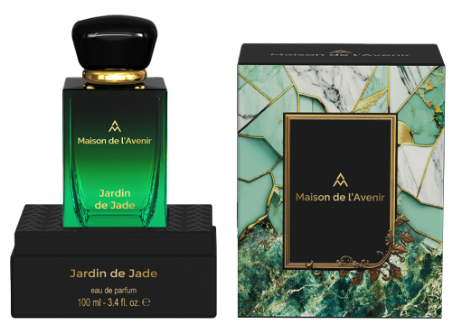 Maison de l'Avenir
Jardin
de Jade
Jardin de Jade
eau de parfum
100 ml - 3.4 fl. oz. ℮
Maison de l'Avenir
Maison de l'Avenir